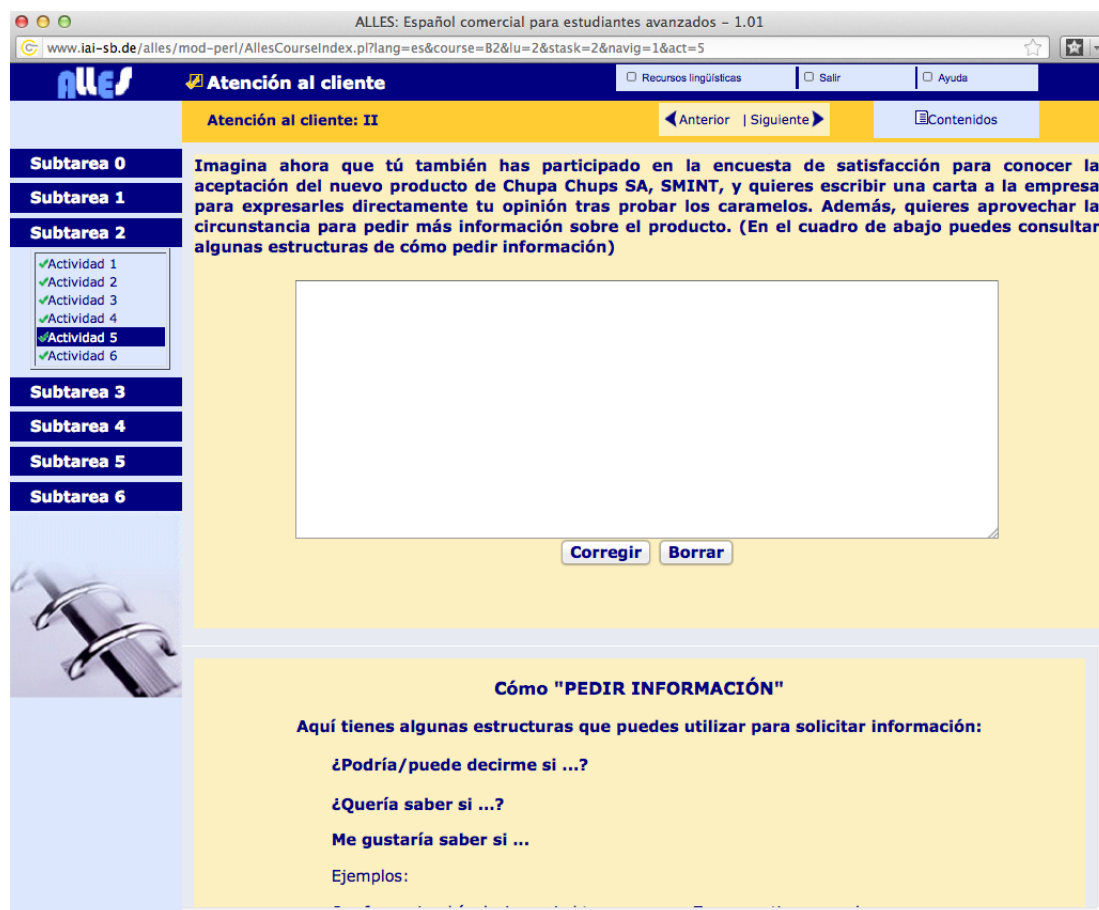 ALLES: Español comercial para estudiantes avanzados – 1.01
www.iai-sb.de/alles/mod-perl/AllesCourseIndex.pl?lang=es&course=B2&lu=2&stask=2&navig=1&act=5
ALLES
Atención al cliente
Recursos lingüísticas
Salir
Ayuda
Atención al cliente: II
Anterior | Siguiente
Contenidos
Subtarea 0
Subtarea 1
Subtarea 2
Actividad 1
Actividad 2
Actividad 3
Actividad 4
Actividad 5
Actividad 6
Subtarea 3
Subtarea 4
Subtarea 5
Subtarea 6
Imagina ahora que tú también has participado en la encuesta de satisfacción para conocer la
aceptación del nuevo producto de Chupa Chups SA, SMINT, y quieres escribir una carta a la empresa
para expresarles directamente tu opinión tras probar los caramelos. Además, quieres aprovechar la
circunstancia para pedir más información sobre el producto. (En el cuadro de abajo puedes consultar
algunas estructuras de cómo pedir información)
Corregir Borrar
Cómo "PEDIR INFORMACIÓN"
Aquí tienes algunas estructuras que puedes utilizar para solicitar información:
¿Podría/puede decirme si ...?
¿Quería saber si ...?
Me gustaría saber si ...
Ejemplos: